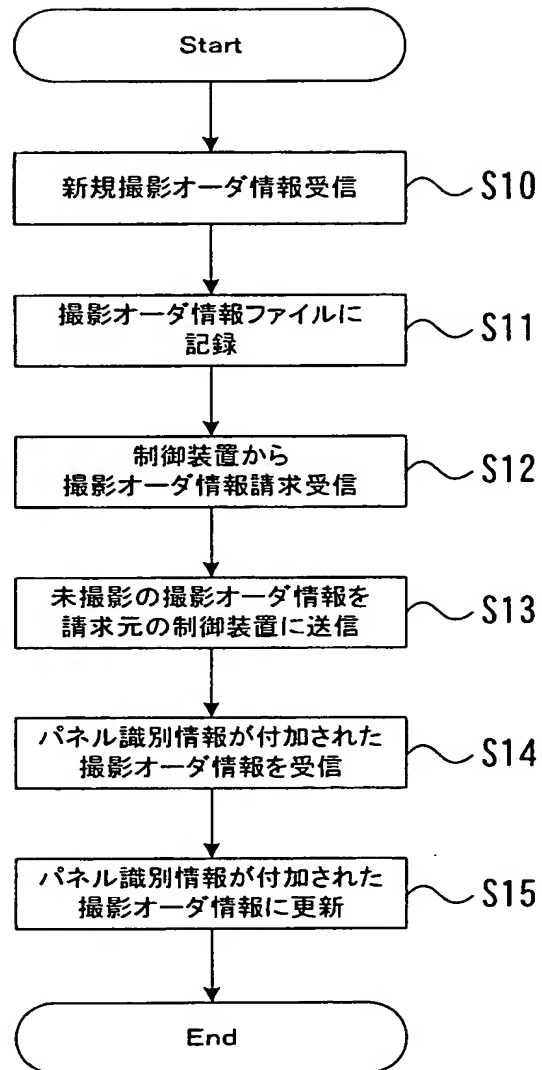 Start
新規撮影オーダ情報受信
S10
撮影オーダ情報ファイルに
記録
S11
制御装置から
撮影オーダ情報請求受信
S12
未撮影の撮影オーダ情報を
請求元の制御装置に送信
S13
パネル識別情報が付加された
撮影オーダ情報を受信
S14
パネル識別情報が付加された
撮影オーダ情報に更新
S15
End